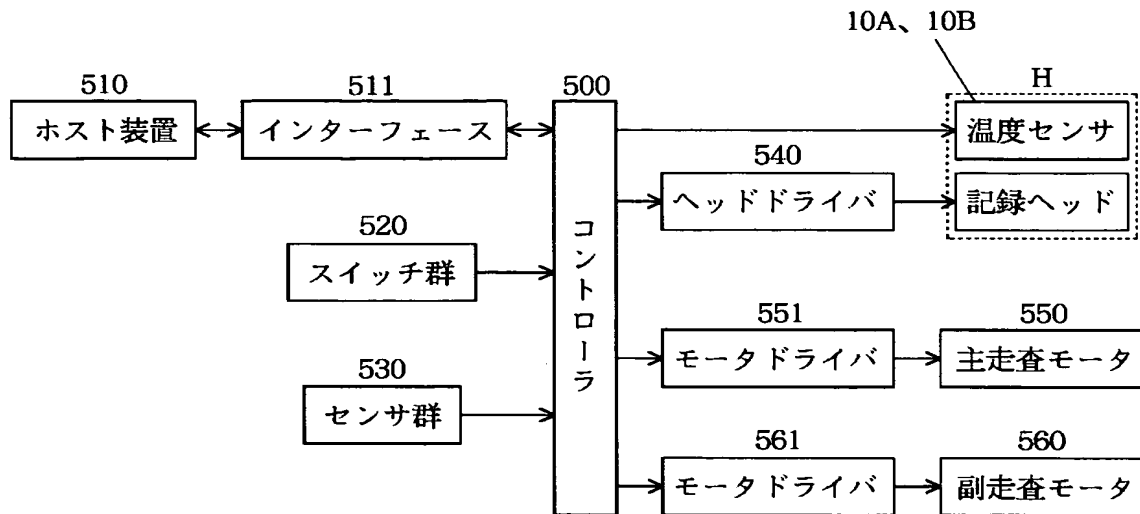 10A、10B
H
510
ホスト装置
511
インターフェース
500
コントローラ
温度センサ
540
ヘッドドライバ
記録ヘッド
520
スイッチ群
551
モータドライバ
550
主走査モータ
530
センサ群
561
モータドライバ
560
副走査モータ